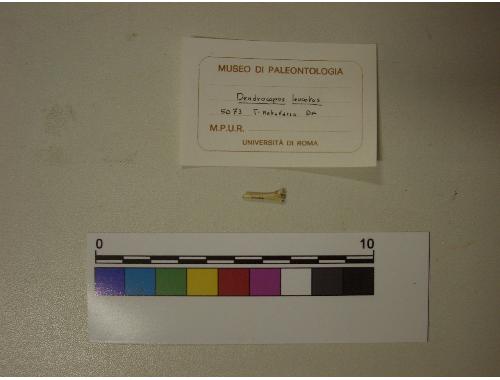 MUSEO DI PALEONTOLOGIA
Dendrocopos leucotos
5073
M.P.U.R.
UNIVERSITÀ DI ROMA
0 10